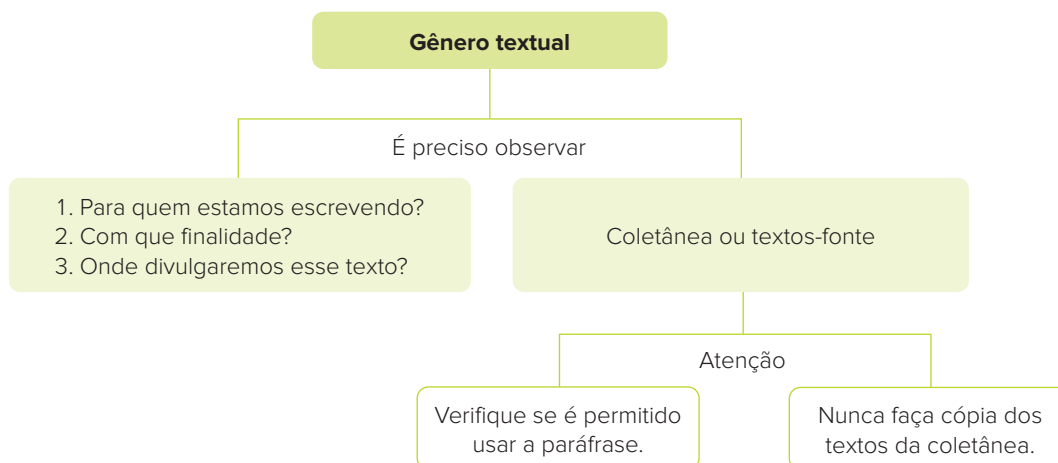 Gênero textual
É preciso observar
1. Para quem estamos escrevendo?
2. Com que finalidade?
3. Onde divulgaremos esse texto?
Coletânea ou textos-fonte
Atenção
Verifique se é permitido
usar a paráfrase.
Nunca faça cópia dos
textos da coletânea.